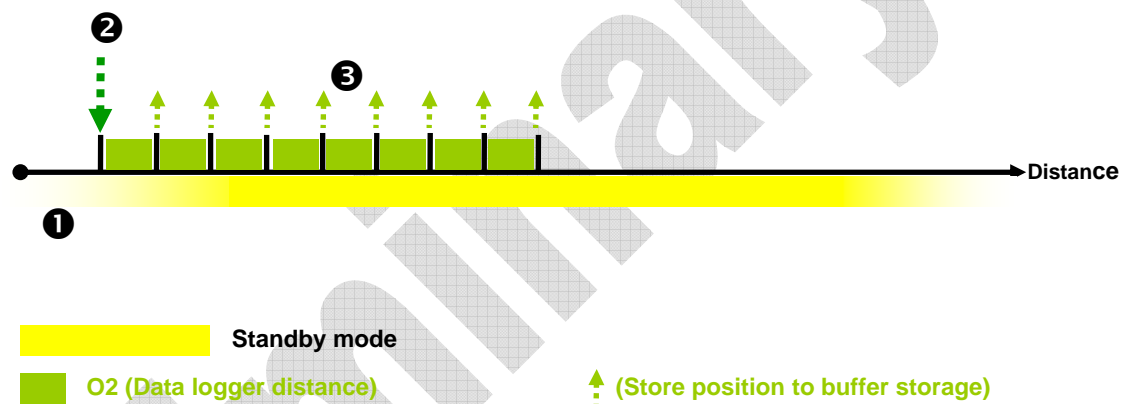 ❷
❸
Distance
❶
Standby mode
O2 (Data logger distance)
(Store position to buffer storage)